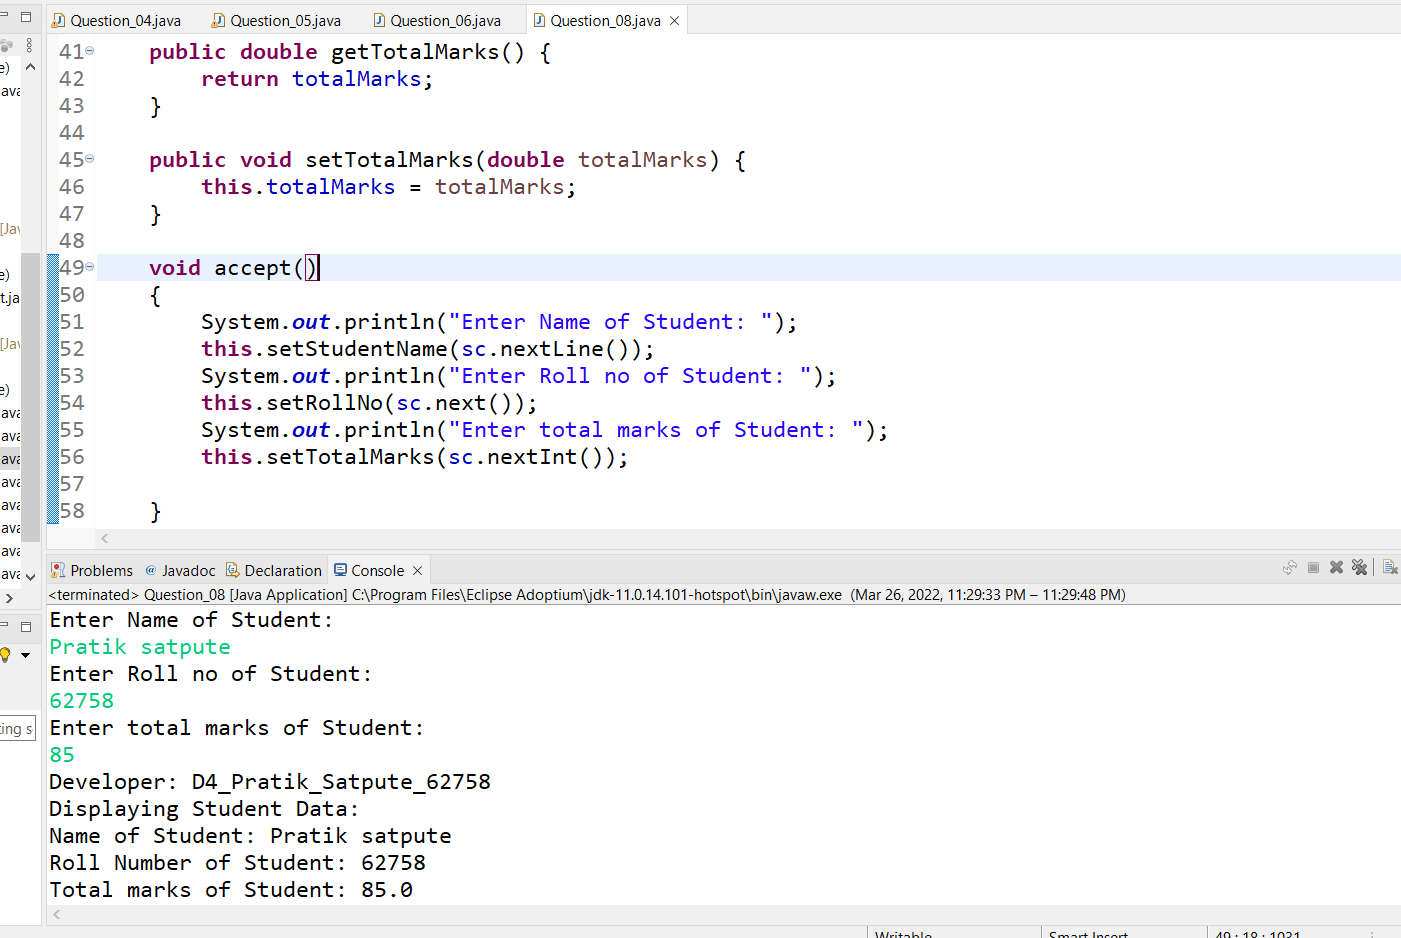 Question_04.java Question_05.java Question_06.java Question_08.java
41 public double getTotalMarks() {
42 return totalMarks;
43 }
44
45 public void setTotalMarks(double totalMarks) {
46 this.totalMarks = totalMarks;
47 }
48
49 void accept()
50 {
51 System.out.println("Enter Name of Student: ");
52 this.setStudentName(sc.nextLine());
53 System.out.println("Enter Roll no of Student: ");
54 this.setRollNo(sc.next());
55 System.out.println("Enter total marks of Student: ");
56 this.setTotalMarks(sc.nextInt());
57
58 }
Problems @ Javadoc Declaration Console
<terminated> Question_08 [Java Application] C:\Program Files\Eclipse Adoptium\jdk-11.0.14.101-hotspot\bin\javaw.exe (Mar 26, 2022, 11:29:33 PM – 11:29:48 PM)
Enter Name of Student:
Pratik satpute
Enter Roll no of Student:
62758
Enter total marks of Student:
85
Developer: D4_Pratik_Satpute_62758
Displaying Student Data:
Name of Student: Pratik satpute
Roll Number of Student: 62758
Total marks of Student: 85.0
Writable Smart Insert 49 : 18 : 1031